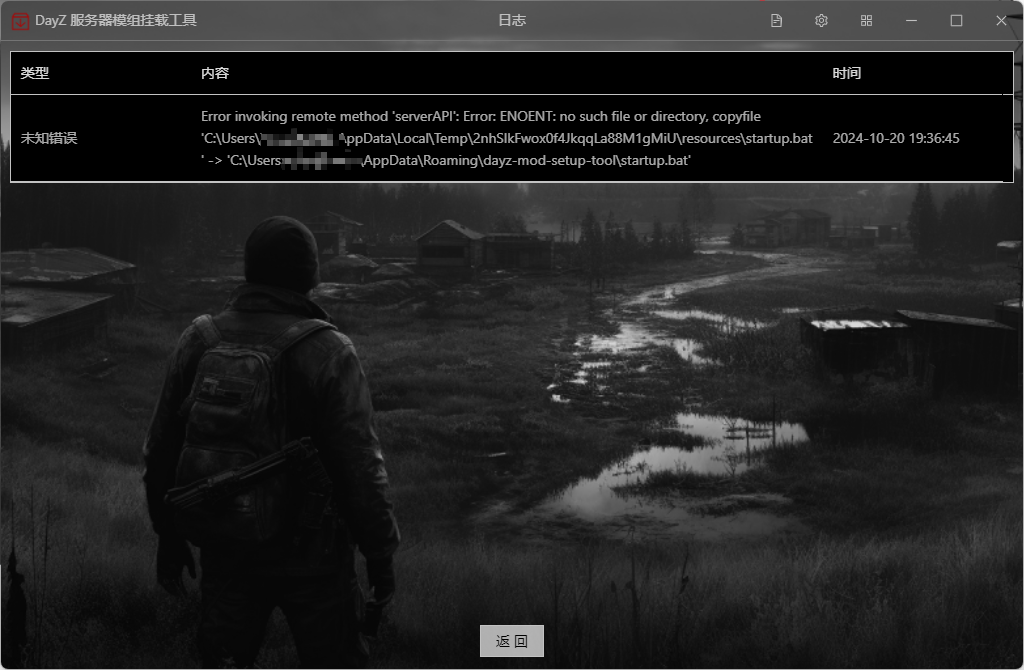 DayZ 服务器模组挂载工具
日志
类型 内容 时间
Error invoking remote method 'serverAPI': Error: ENOENT: no such file or directory, copyfile
未知错误 'C:\Users\ AppData\Local\Temp\2nhSIkFwox0f4JkqqLa88M1gMiU\resources\startup.bat 2024-10-20 19:36:45
' -> 'C:\Users \AppData\Roaming\dayz-mod-setup-tool\startup.bat'
返 回